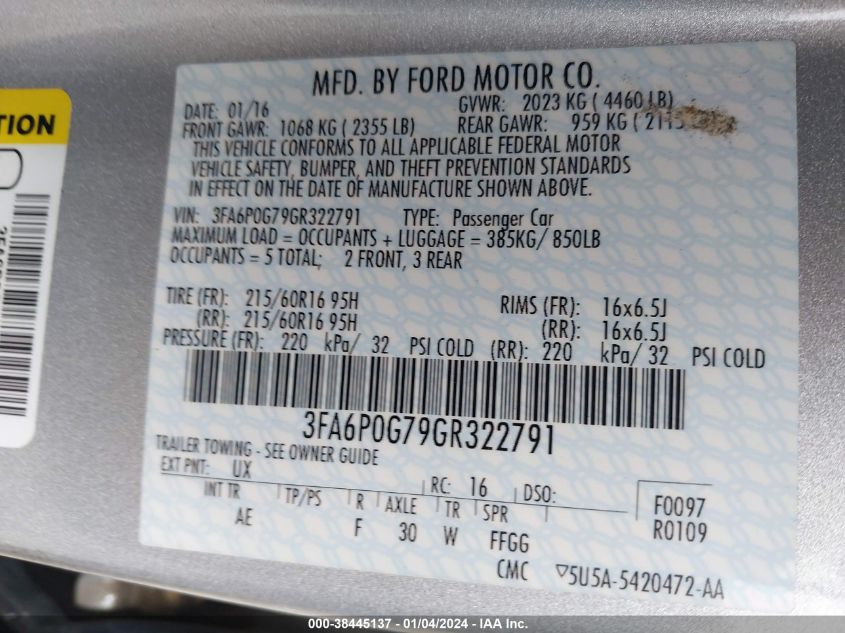 TION
MFD. BY FORD MOTOR CO.
DATE: 01/16 GVWR: 2023 KG ( 4460 LB)
FRONT GAWR: 1068 KG ( 2355 LB) REAR GAWR: 959 KG (
THIS VEHICLE CONFORMS TO ALL APPLICABLE FEDERAL MOTOR
VEHICLE SAFETY, BUMPER, AND THEFT PREVENTION STANDARDS
IN EFFECT ON THE DATE OF MANUFACTURE SHOWN ABOVE.
VIN: 3FA6P0G79GR322791 TYPE: Passenger Car
MAXIMUM LOAD = OCCUPANTS + LUGGAGE = 385KG/ 850LB
OCCUPANTS = 5 TOTAL; 2 FRONT, 3 REAR
TIRE (FR): 215/60R16 95H RIMS (FR): 16x6.5J
(RR): 215/60R16 95H (RR): 16x6.5J
PRESSURE (FR): 220 kPa/ 32 PSI COLD (RR): 220 kPa/ 32 PSI COLD
3FA6P0G79GR322791
TRAILER TOWING - SEE OWNER GUIDE
EXT PNT: UX RC: 16 DSO:
INT TR TP/PS R AXLE TR SPR F0097
AE F 30 W FFGG R0109
CMC ▽5U5A-5420472-AA
000-38445137 - 01/04/2024 - IAA Inc.